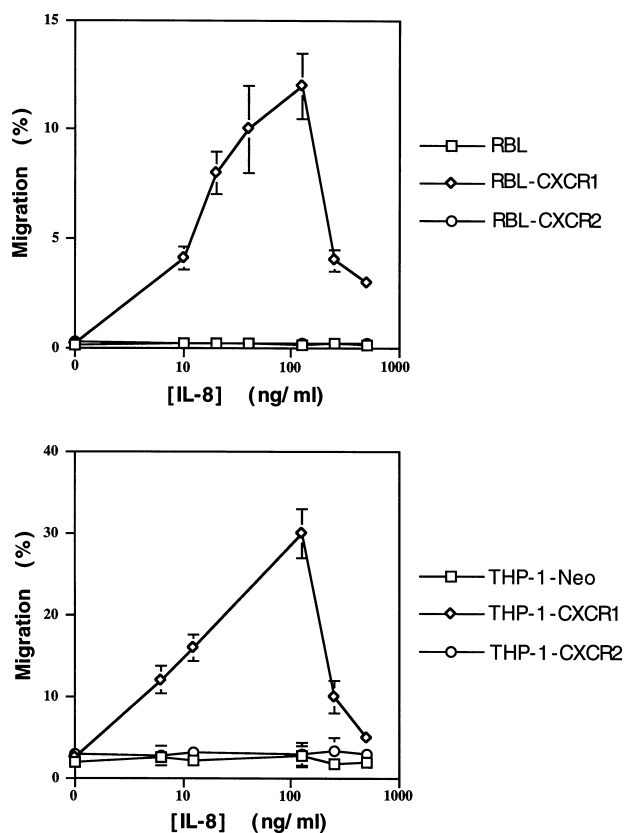 15
10
5
0
Migration (%)
0
10
100
1000
[IL-8] (ng/ml)
RBL
RBL-CXCR1
RBL-CXCR2
40
30
20
10
0
Migration (%)
0
10
100
1000
[IL-8] (ng/ml)
THP-1-Neo
THP-1-CXCR1
THP-1-CXCR2